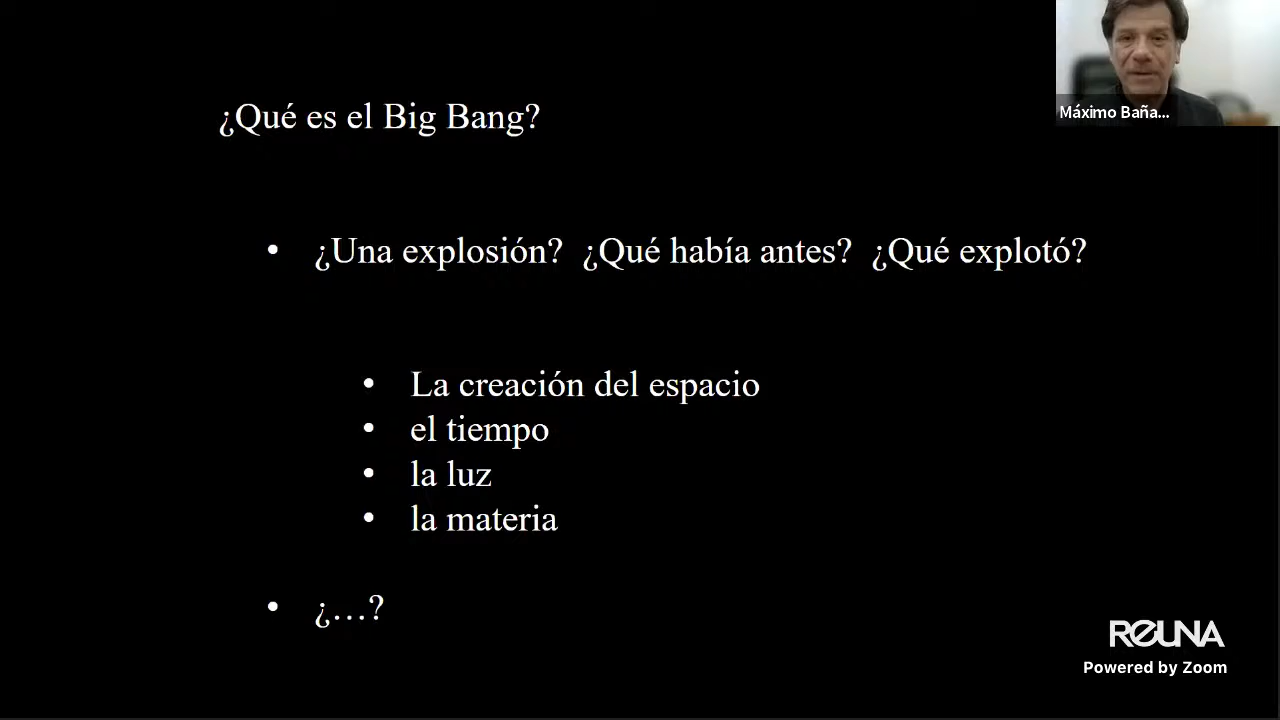 Máximo Baña...
¿Qué es el Big Bang?
• ¿Una explosión? ¿Qué había antes? ¿Qué explotó?
• La creación del espacio
• el tiempo
• la luz
• la materia
• ¿…?
REUNA
Powered by Zoom